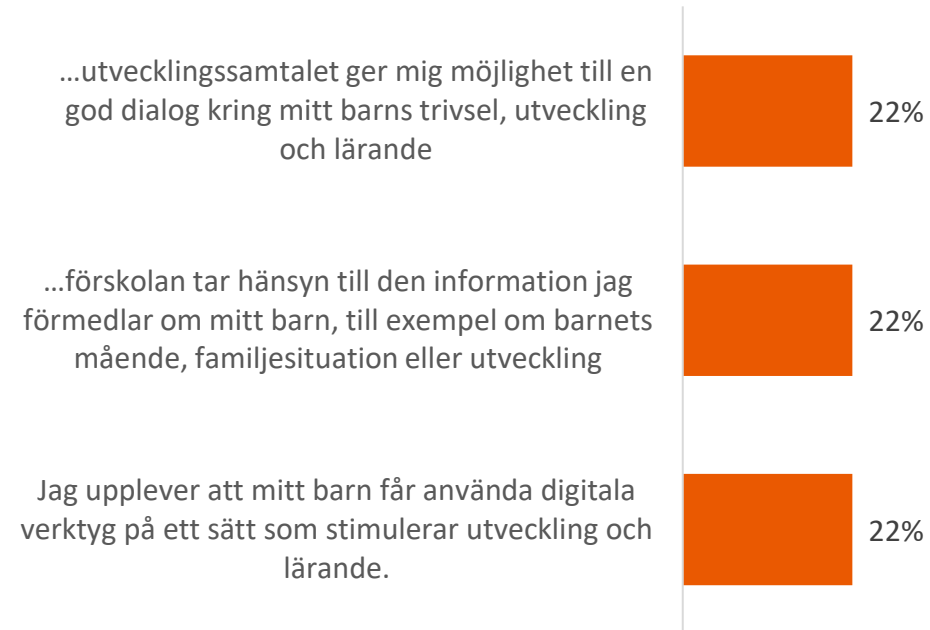 …utvecklingssamtalet ger mig möjlighet till en
god dialog kring mitt barns trivsel, utveckling
och lärande
22%
…förskolan tar hänsyn till den information jag
förmedlar om mitt barn, till exempel om barnets
mående, familjesituation eller utveckling
22%
Jag upplever att mitt barn får använda digitala
verktyg på ett sätt som stimulerar utveckling och
lärande.
22%